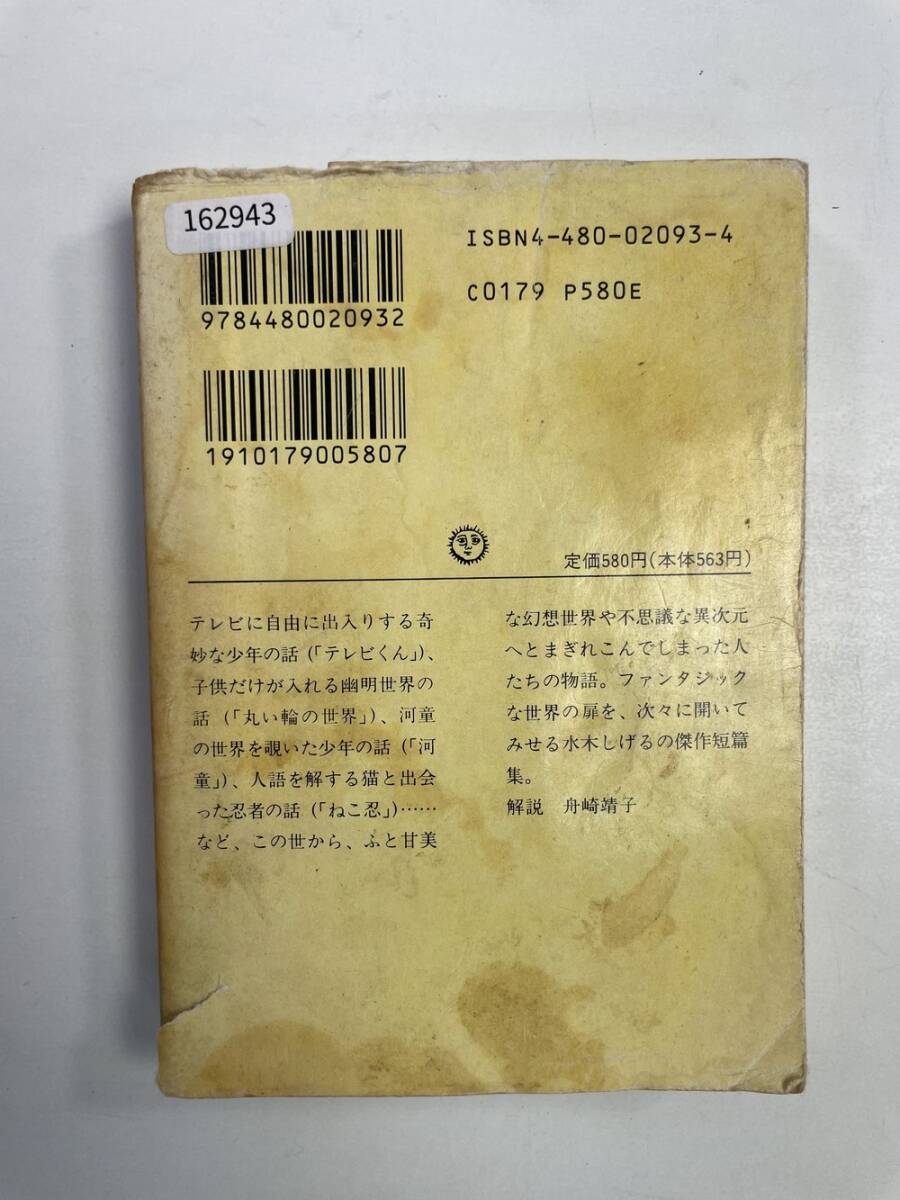 162943
9784480020932
ISBN4-480-02093-4
C0179 P580E
1910179005807
定価580円(本体563円)
テレビに自由に出入りする奇
妙な少年の話(「テレビくん」)、
子供だけが入れる幽明世界の
話(「丸い輪の世界」)、河童
の世界を覗いた少年の話(「河
童」)、人語を解する猫と出会
った忍者の話(「ねこ忍」)……
など、この世から、ふと甘美
な幻想世界や不思議な異次元
へとまぎれこんでしまった人
たちの物語。ファンタジック
な世界の扉を、次々に開いて
みせる水木しげるの傑作短篇
集。
解説 舟崎靖子